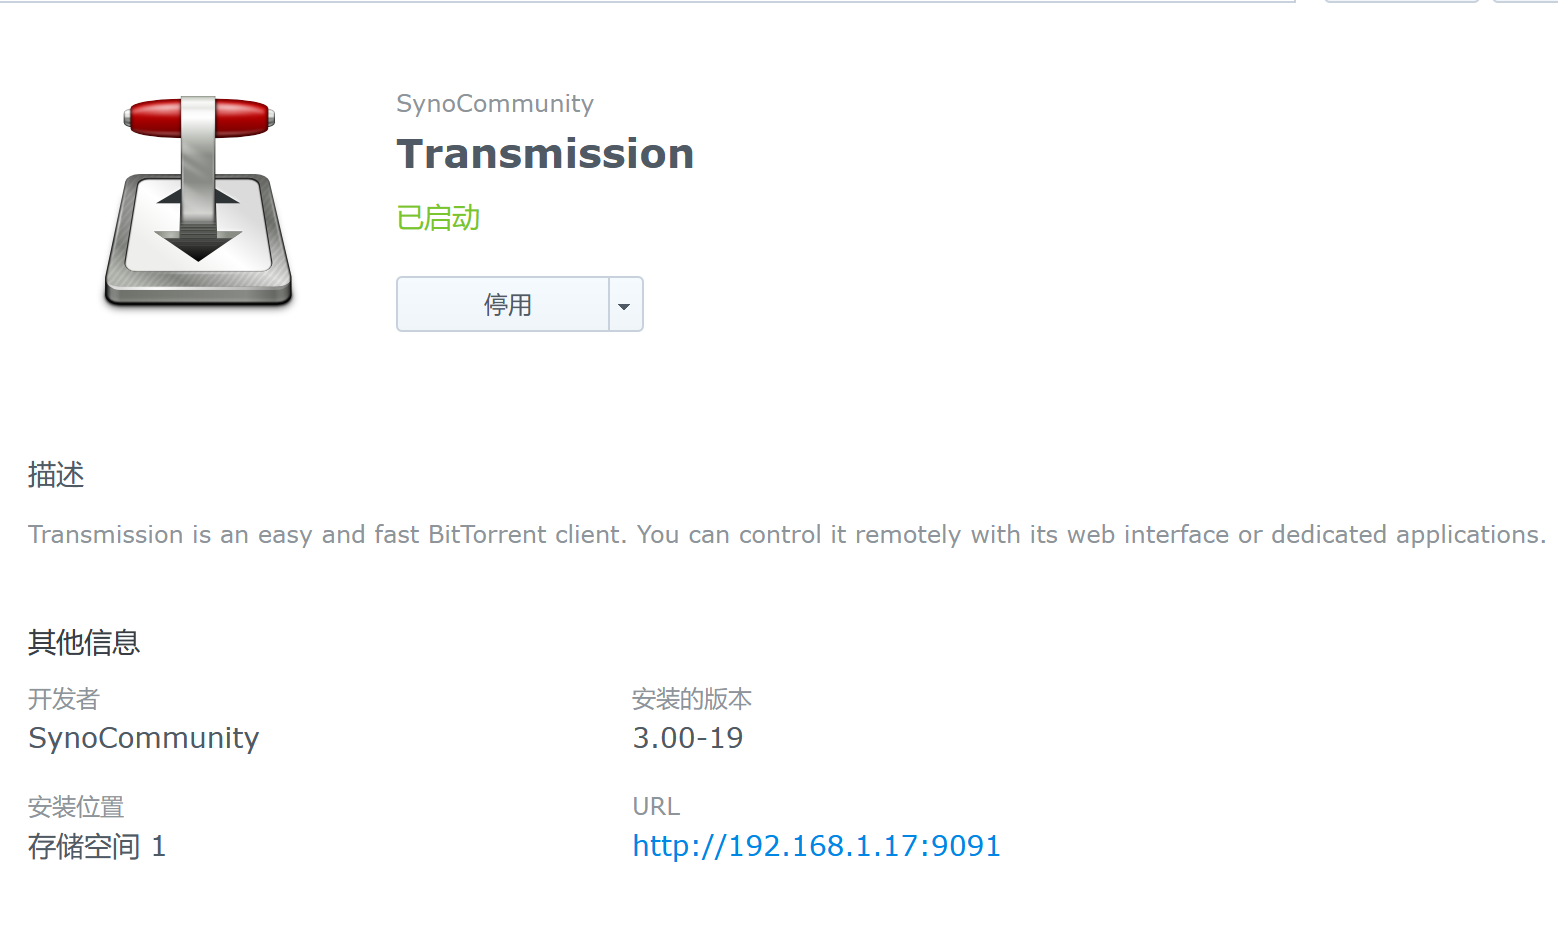 SynoCommunity
Transmission
已启动
停用
描述
Transmission is an easy and fast BitTorrent client. You can control it remotely with its web interface or dedicated applications.
其他信息
开发者
SynoCommunity
安装的版本
3.00-19
安装位置
存储空间 1
URL
http://192.168.1.17:9091